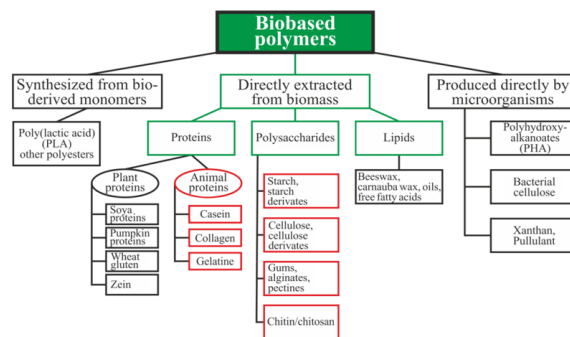 Biobased
polymers
Synthesized from bio-
derived monomers
Directly extracted
from biomass
Produced directly by
microorganisms
Poly(lactic acid)
(PLA)
other polyesters
Proteins
Polysaccharides
Lipids
Polyhydroxy-
alkanoates
(PHA)
Plant
proteins
Animal
proteins
Starch,
starch
derivates
Beeswax,
carnauba wax, oils,
free fatty acids
Bacterial
cellulose
Soya
proteins
Casein
Pumpkin
proteins
Collagen
Cellulose,
cellulose
derivates
Xanthan,
Pullulant
Wheat
gluten
Gelatine
Zein
Gums,
alginates,
pectines
Chitin/chitosan